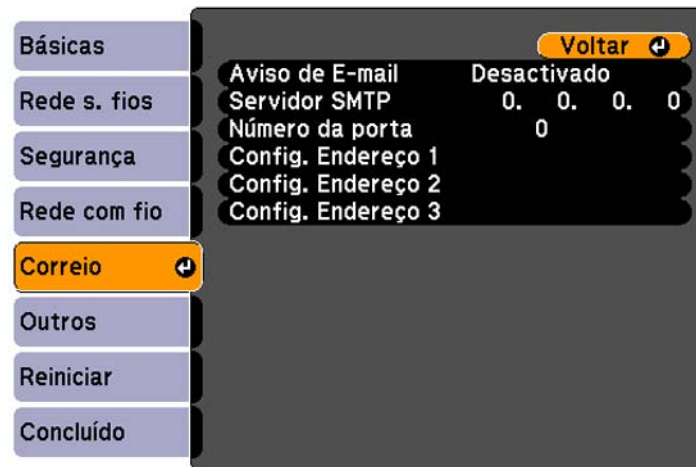 Básicas
Rede s. fios
Segurança
Rede com fio
Correio
Outros
Reiniciar
Concluído
Voltar
Aviso de E-mail Desactivado
Servidor SMTP 0. 0. 0. 0
Número da porta 0
Config. Endereço 1
Config. Endereço 2
Config. Endereço 3